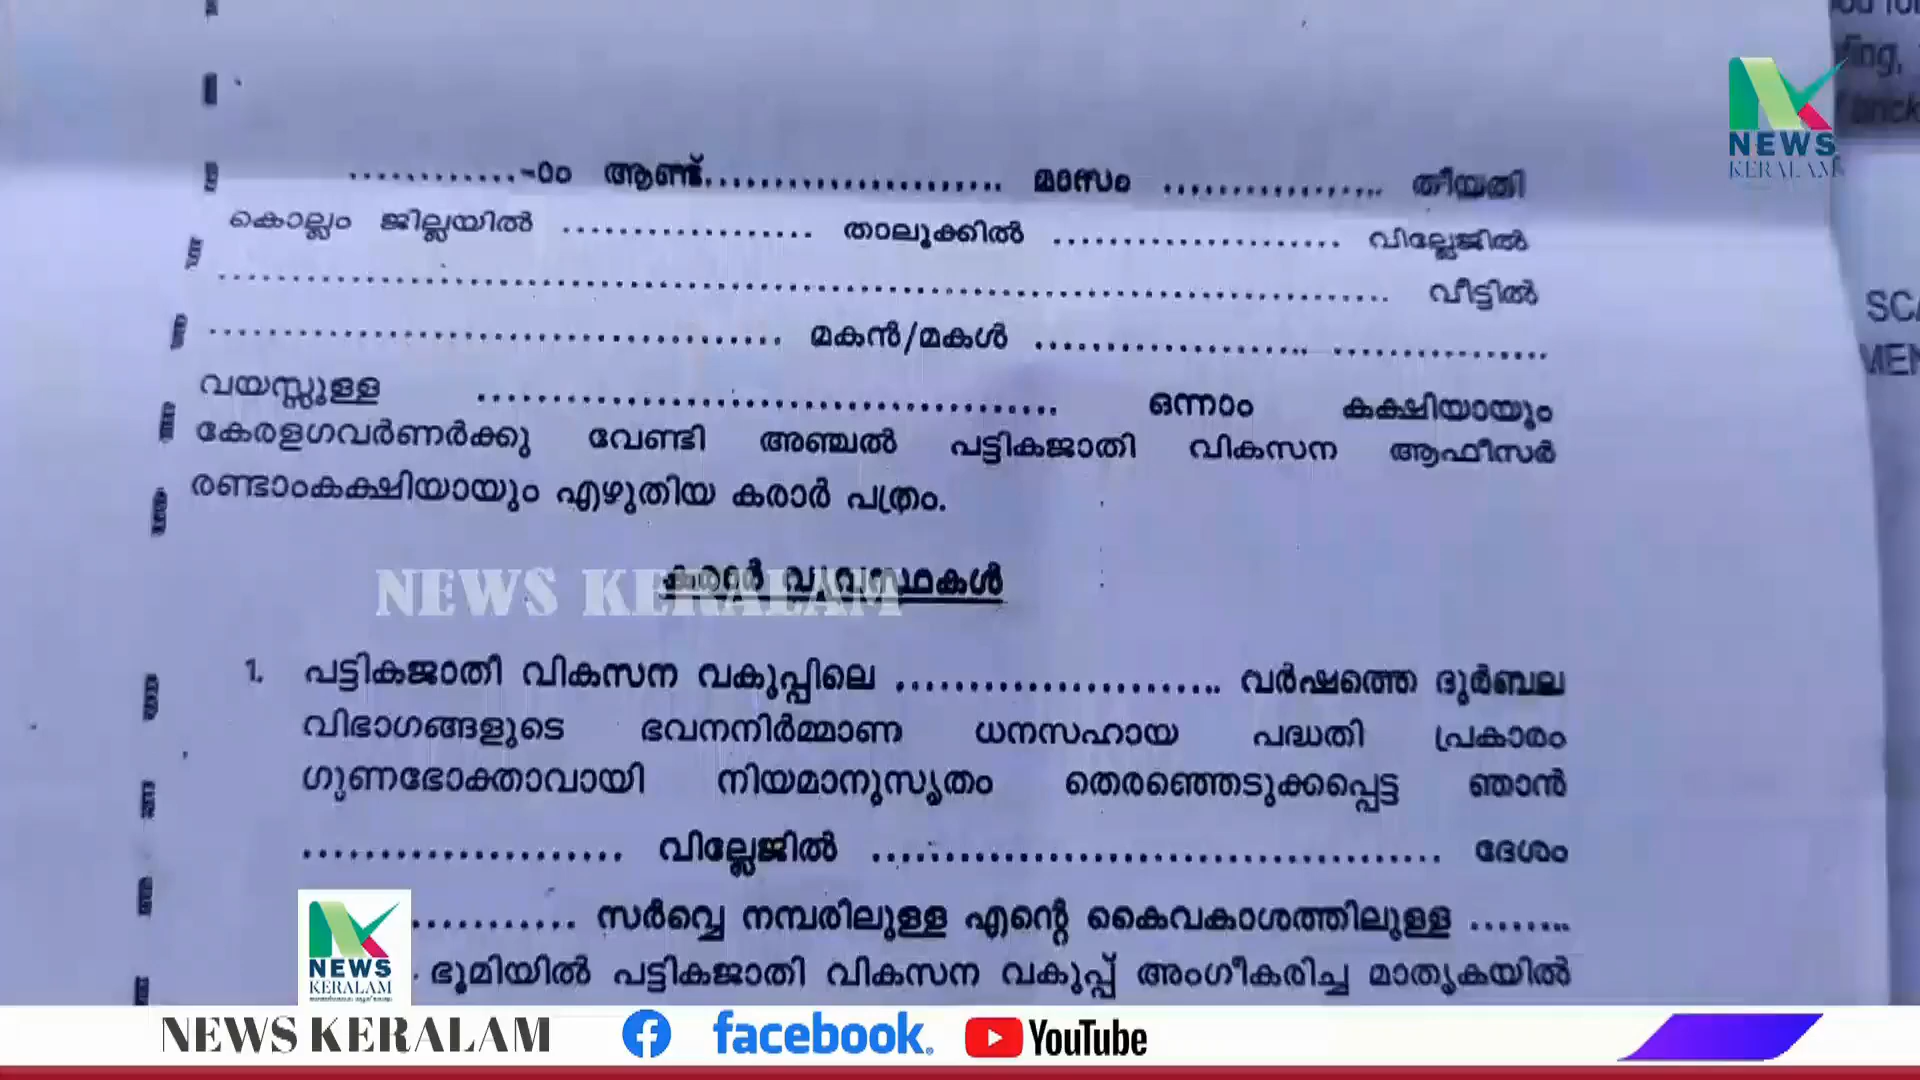 ............-ാം ആണ്ട്..................... മാസം ................ തീയതി
കൊല്ലം ജില്ലയിൽ .................. താലൂക്കിൽ ..................... വില്ലേജിൽ
..................................................................................... വീട്ടിൽ
.......................................... മകൻ/മകൾ .................... ................
വയസ്സുള്ള .......................................... ഒന്നാം കക്ഷിയായും
കേരളഗവർണർക്കു വേണ്ടി അഞ്ചൽ പട്ടികജാതി വികസന ആഫീസർ
രണ്ടാംകക്ഷിയായും എഴുതിയ കരാർ പത്രം.
കരാർ വ്യവസ്ഥകൾ
NEWS KERALAM
1. പട്ടികജാതി വികസന വകുപ്പിലെ ........................ വർഷത്തെ ദുർബല
വിഭാഗങ്ങളുടെ ഭവനനിർമ്മാണ ധനസഹായ പദ്ധതി പ്രകാരം
ഗുണഭോക്താവായി നിയമാനുസൃതം തെരഞ്ഞെടുക്കപ്പെട്ട ഞാൻ
....................... വില്ലേജിൽ ......................................... ദേശം
............ സർവ്വെ നമ്പരിലുള്ള എന്റെ കൈവകാശത്തിലുള്ള ........
ഭൂമിയിൽ പട്ടികജാതി വികസന വകുപ്പ് അംഗീകരിച്ച മാതൃകയിൽ
NEWS
KERALAM
NEWS
KERALAM
NEWS KERALAM facebook. YouTube